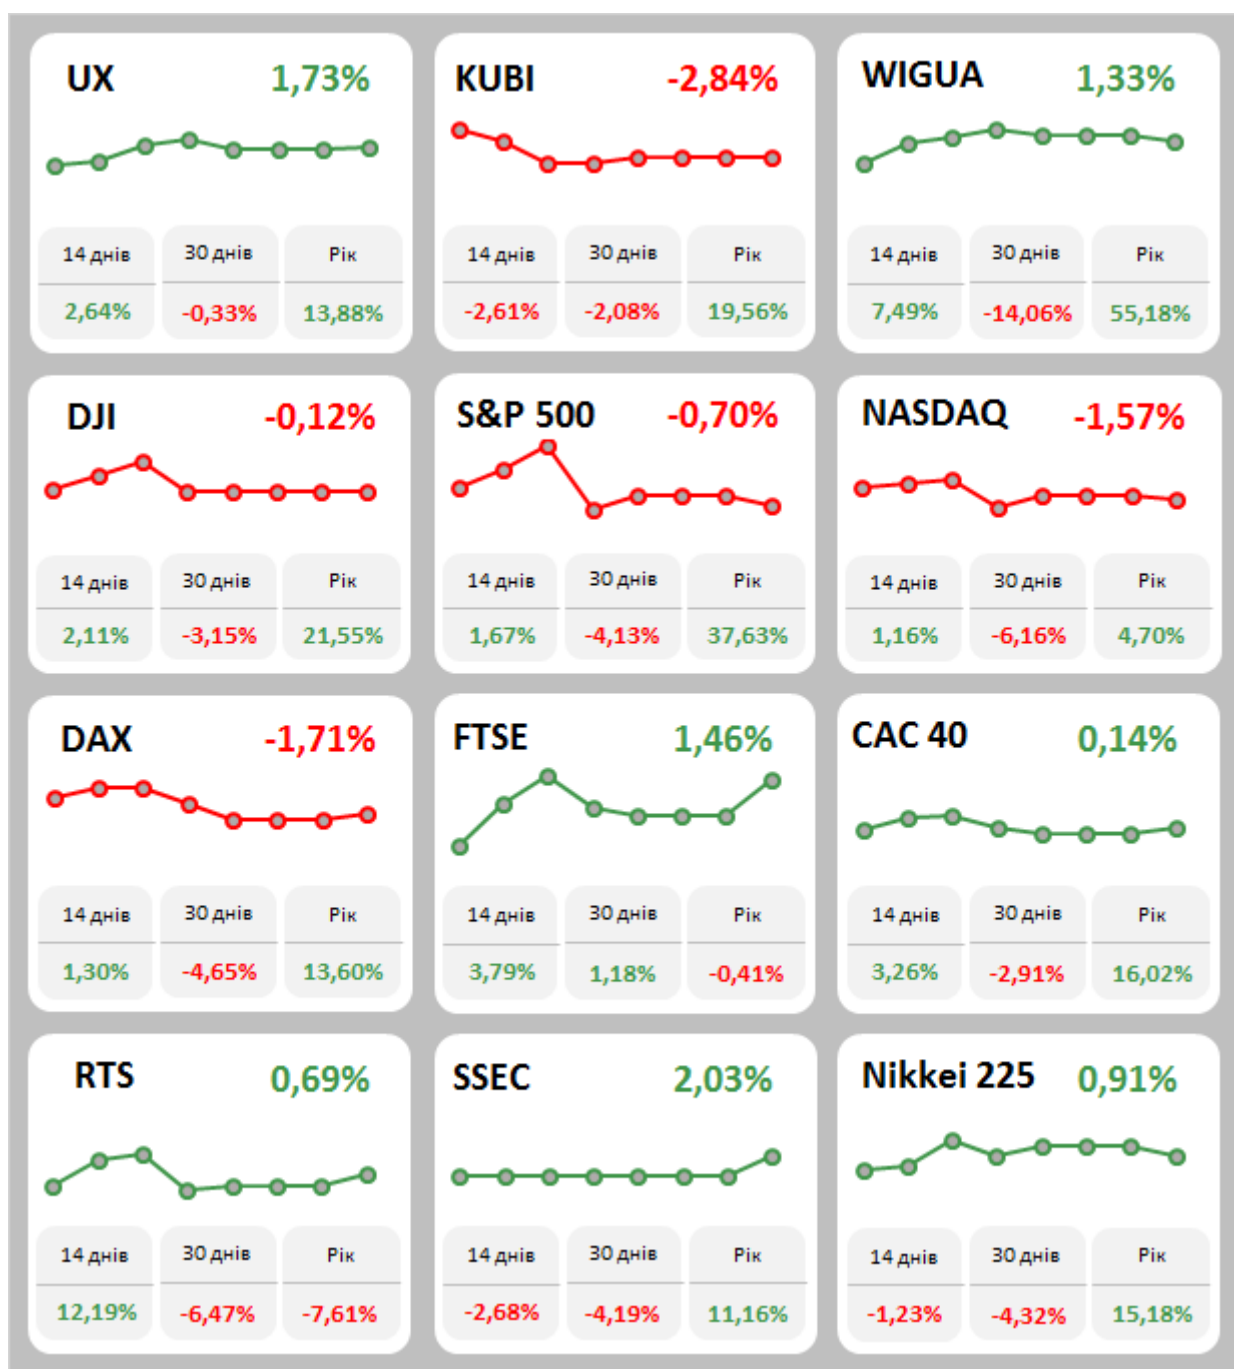 UX 1,73%
14 днів 30 днів Рік
2,64% -0,33% 13,88%
KUBI -2,84%
14 днів 30 днів Рік
-2,61% -2,08% 19,56%
WIGUA 1,33%
14 днів 30 днів Рік
7,49% -14,06% 55,18%
DJI -0,12%
14 днів 30 днів Рік
2,11% -3,15% 21,55%
S&P 500 -0,70%
14 днів 30 днів Рік
1,67% -4,13% 37,63%
NASDAQ -1,57%
14 днів 30 днів Рік
1,16% -6,16% 4,70%
DAX -1,71%
14 днів 30 днів Рік
1,30% -4,65% 13,60%
FTSE 1,46%
14 днів 30 днів Рік
3,79% 1,18% -0,41%
CAC 40 0,14%
14 днів 30 днів Рік
3,26% -2,91% 16,02%
RTS 0,69%
14 днів 30 днів Рік
12,19% -6,47% -7,61%
SSEC 2,03%
14 днів 30 днів Рік
-2,68% -4,19% 11,16%
Nikkei 225 0,91%
14 днів 30 днів Рік
-1,23% -4,32% 15,18%